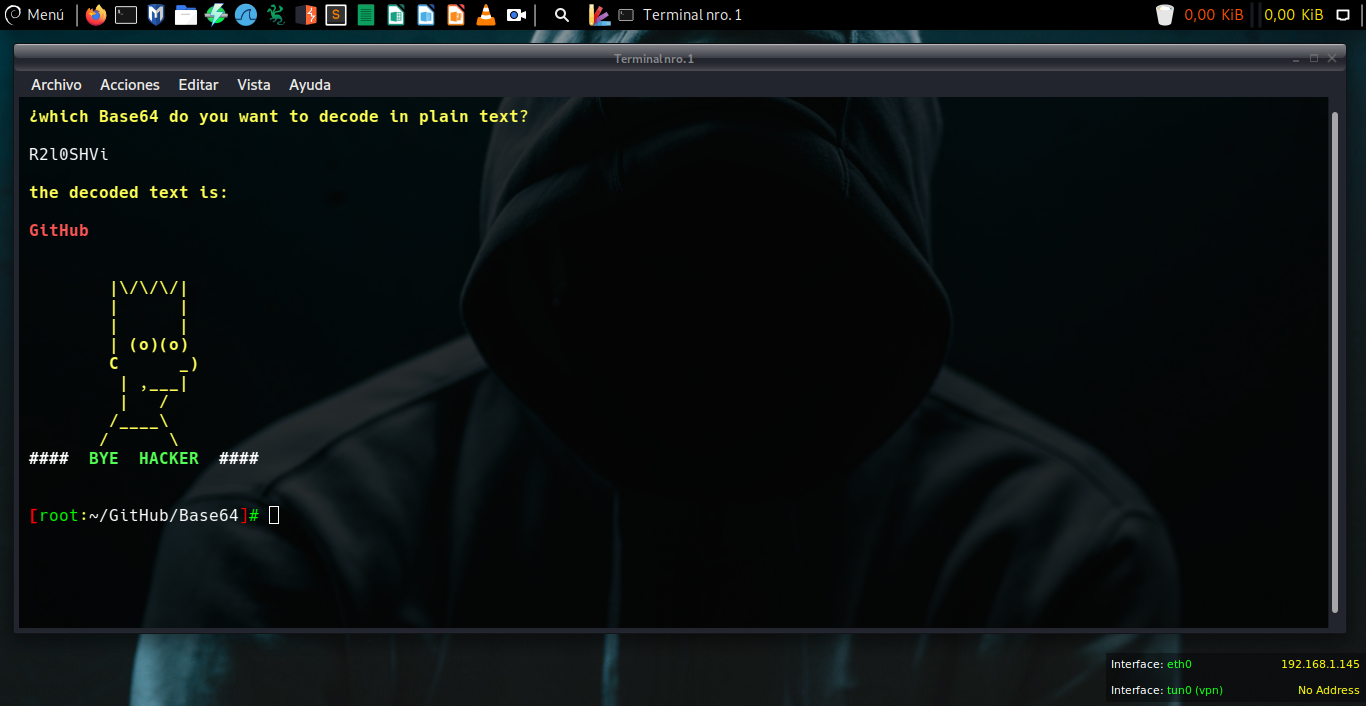 Menú Terminal nro. 1 0,00 KiB 0,00 KiB
Terminal nro. 1
Archivo Acciones Editar Vista Ayuda
¿which Base64 do you want to decode in plain text?
R2l0SHVi
the decoded text is:
GitHub
|\/\/\/|
|      |
|      |
| (o)(o)
C      _)
| ,___|
|   /
/____\
/      \
#### BYE HACKER ####
[root:~/GitHub/Base64]#
Interface: eth0 192.168.1.145
Interface: tun0 (vpn) No Address